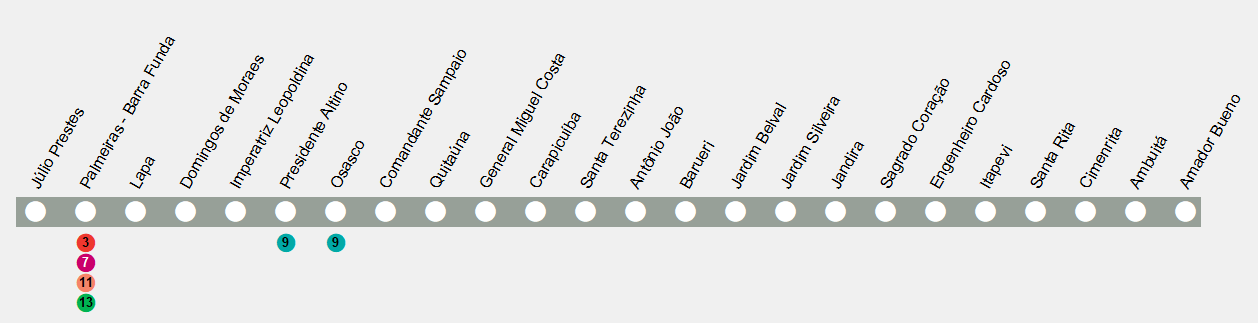 Júlio Prestes
Palmeiras - Barra Funda
Lapa
Domingos de Moraes
Imperatriz Leopoldina
Presidente Altino
Osasco
Comandante Sampaio
Quitaúna
General Miguel Costa
Carapicuíba
Santa Terezinha
Antônio João
Barueri
Jardim Belval
Jardim Silveira
Jandira
Sagrado Coração
Engenheiro Cardoso
Itapevi
Santa Rita
Cimenrita
Ambuitá
Amador Bueno
3
7
11
13
9
9